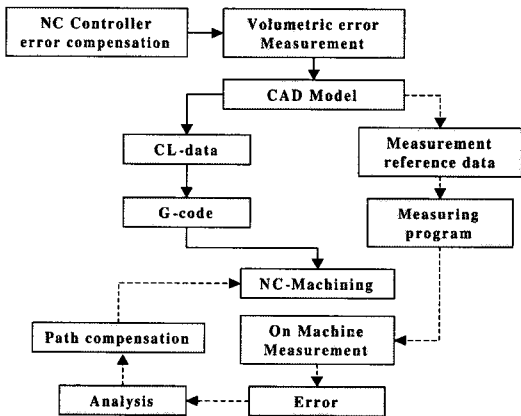 NC Controller
error compensation
Volumetric error
Measurement
CAD Model
CL-data
Measurement
reference data
G-code
Measuring
program
NC-Machining
Path compensation
On Machine
Measurement
Analysis
Error